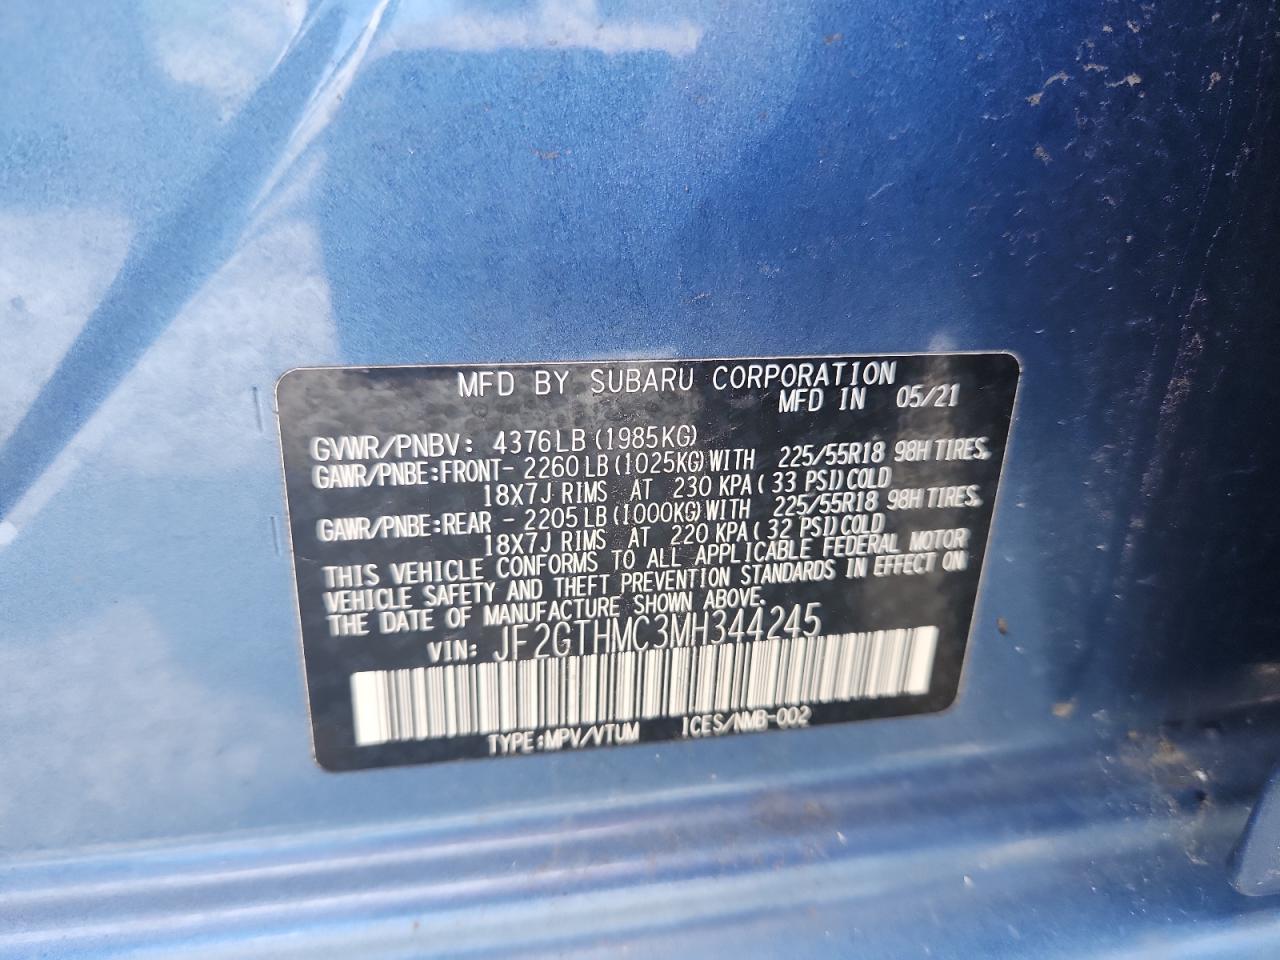 MFD BY SUBARU CORPORATION
MFD IN 05/21
GVWR/PNBV: 4376LB (1985KG)
GAWR/PNBE:FRONT- 2260 LB (1025KG) WITH 225/55R18 98H TIRES,
18X7J RIMS AT 230 KPA ( 33 PSI) COLD
GAWR/PNBE:REAR - 2205 LB (1000KG) WITH 225/55R18 98H TIRES,
18X7J RIMS AT 220 KPA ( 32 PSI) COLD
THIS VEHICLE CONFORMS TO ALL APPLICABLE FEDERAL MOTOR
VEHICLE SAFETY AND THEFT PREVENTION STANDARDS IN EFFECT ON
THE DATE OF MANUFACTURE SHOWN ABOVE.
VIN: JF2GTHMC3MH344245
TYPE:MPV/VTUM ICES/NMB-002